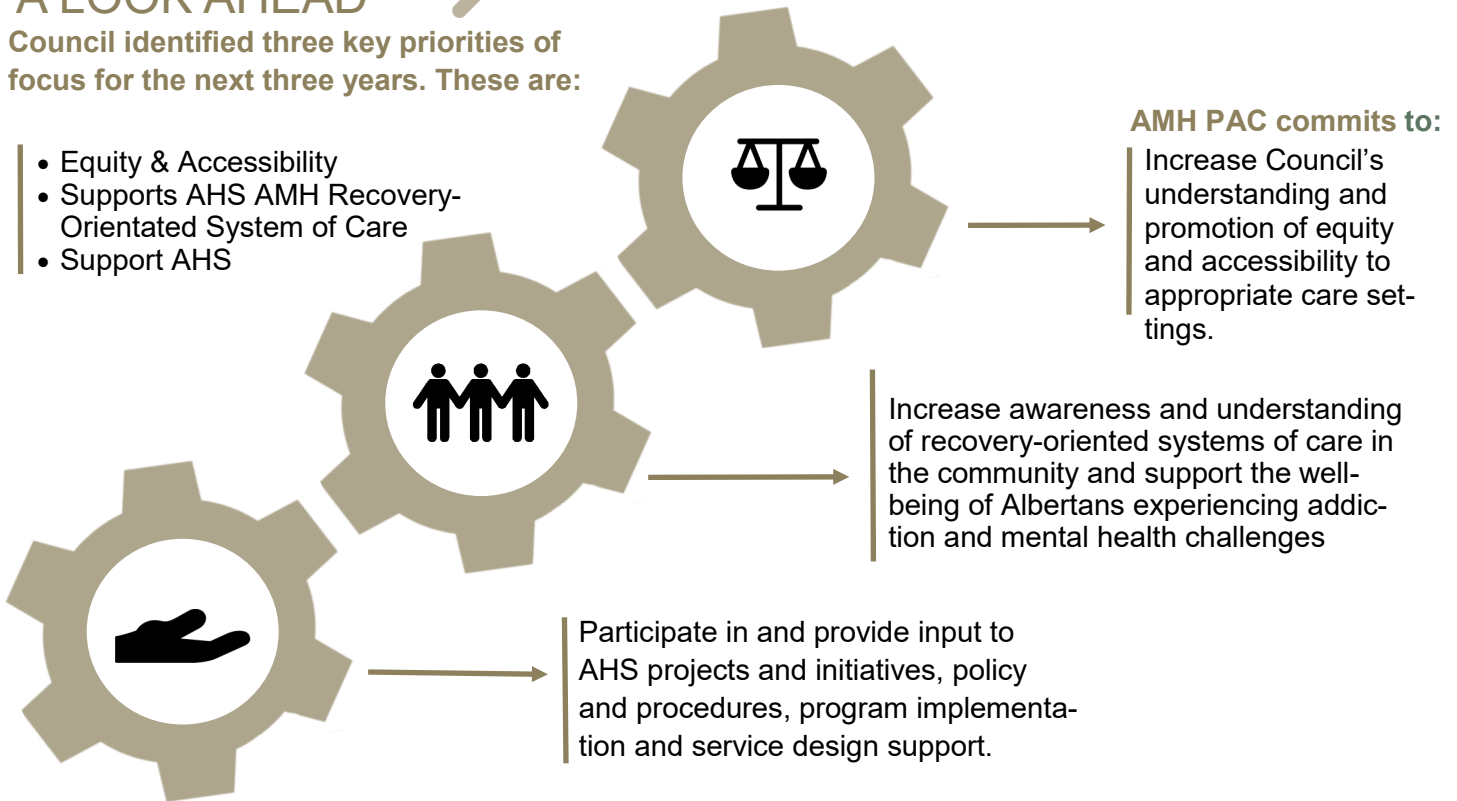 A LOOK AHEAD
Council identified three key priorities of
focus for the next three years. These are:
• Equity & Accessibility
• Supports AHS AMH Recovery-
Orientated System of Care
• Support AHS
AMH PAC commits to:
Increase Council’s
understanding and
promotion of equity
and accessibility to
appropriate care set-
tings.
Increase awareness and understanding
of recovery-oriented systems of care in
the community and support the well-
being of Albertans experiencing addic-
tion and mental health challenges
Participate in and provide input to
AHS projects and initiatives, policy
and procedures, program implementa-
tion and service design support.